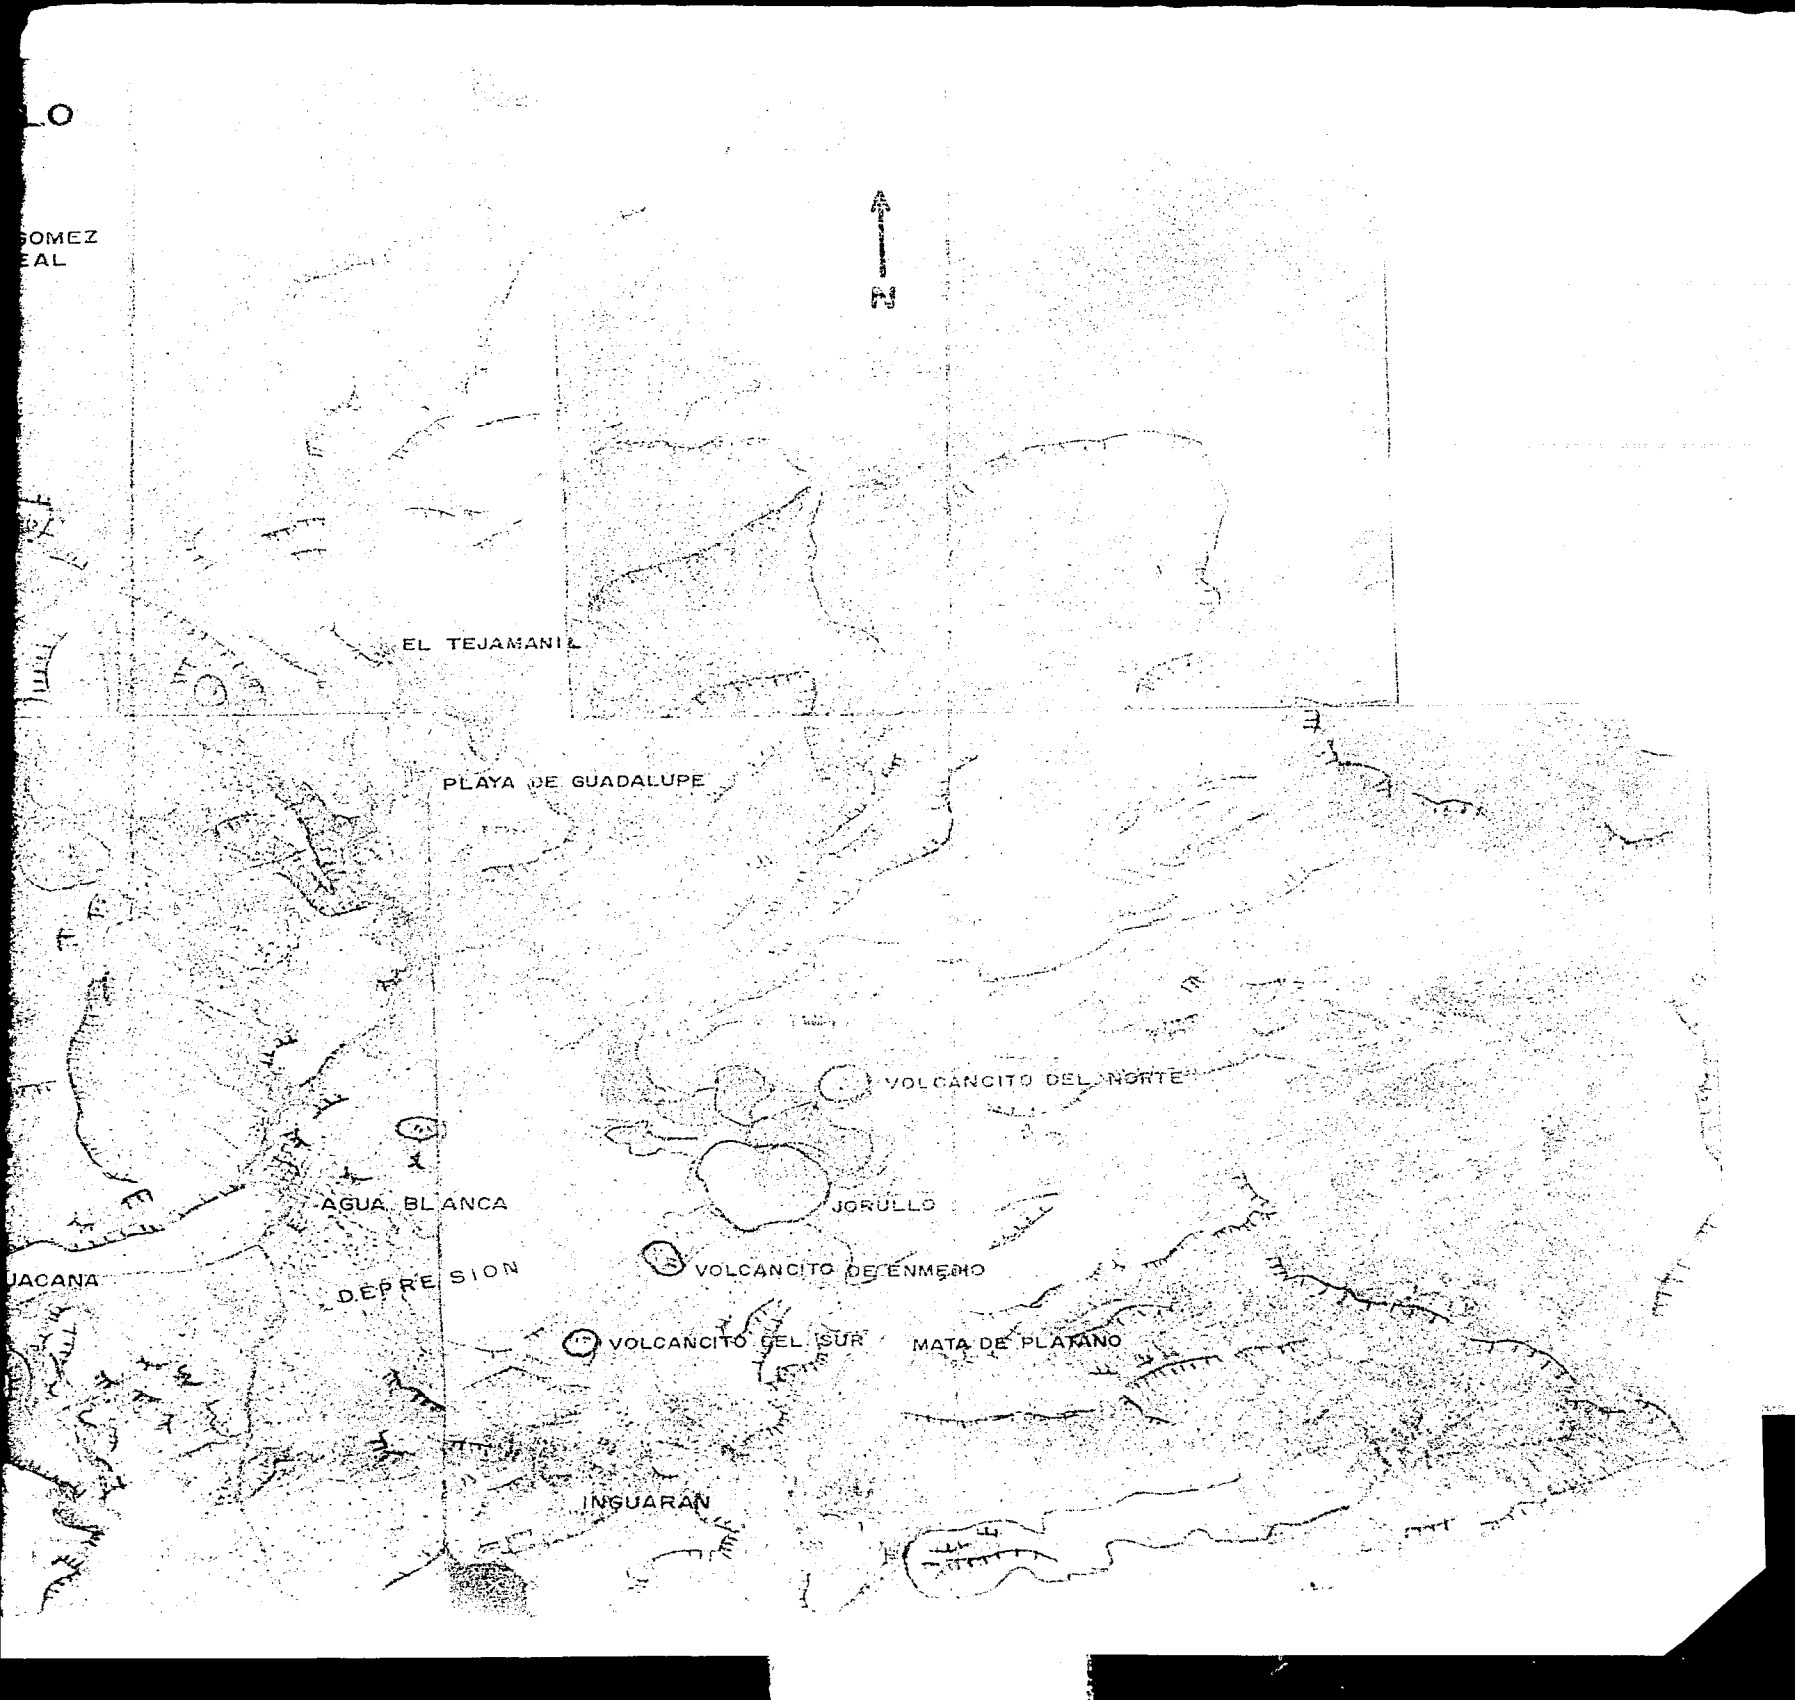 LO
GOMEZ
EAL
N
EL TEJAMANIL
PLAYA DE GUADALUPE
VOLCANCITO DEL NORTE
AGUA BLANCA
JORULLO
UACANA
DEPRESION
VOLCANCITO DE ENMEDIO
VOLCANCITO DEL SUR
MATA DE PLATANO
INGUARAN